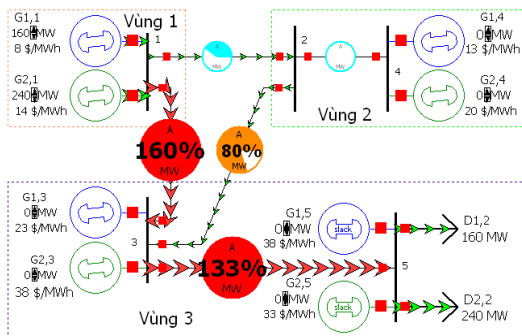 G1,1
160 MW
8 $/MWh
Vùng 1
1
G2,1
240 MW
14 $/MWh
A
MW
2
A
MW
G1,4
0 MW
13 $/MWh
4
G2,4
0 MW
20 $/MWh
Vùng 2
A
160%
MW
A
80%
MW
G1,3
0 MW
23 $/MWh
3
G2,3
0 MW
38 $/MWh
Vùng 3
A
133%
MW
G1,5
0 MW
38 $/MWh
slack
G2,5
0 MW
33 $/MWh
slack
5
D1,2
160 MW
D2,2
240 MW